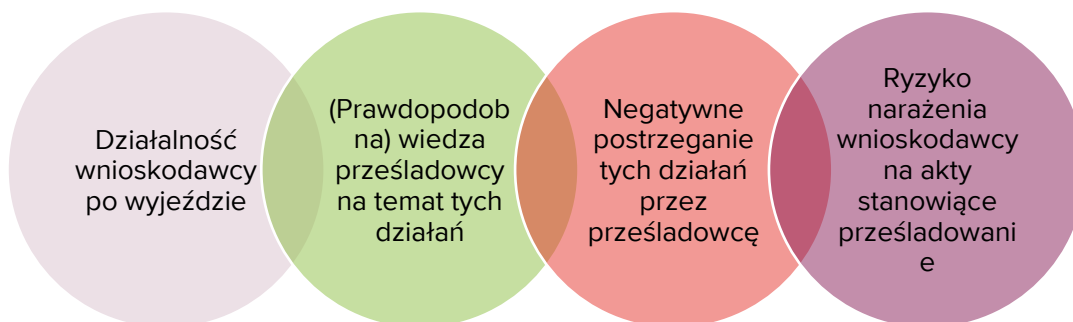 Działalność
wnioskodawcy
po wyjeździe
(Prawdopodob
na) wiedza
prześladowcy
na temat tych
działań
Negatywne
postrzeganie
tych działań
przez
prześladowcę
Ryzyko
narażenia
wnioskodawcy
na akty
stanowiące
prześladowani
e